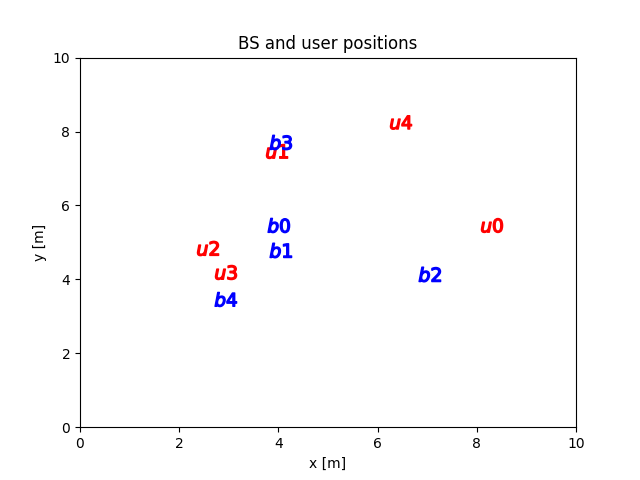 BS and user positions
10
8
6
4
2
0
y [m]
u4
b3
u1
b0
u0
u2
b1
u3
b2
b4
0 2 4 6 8 10
x [m]